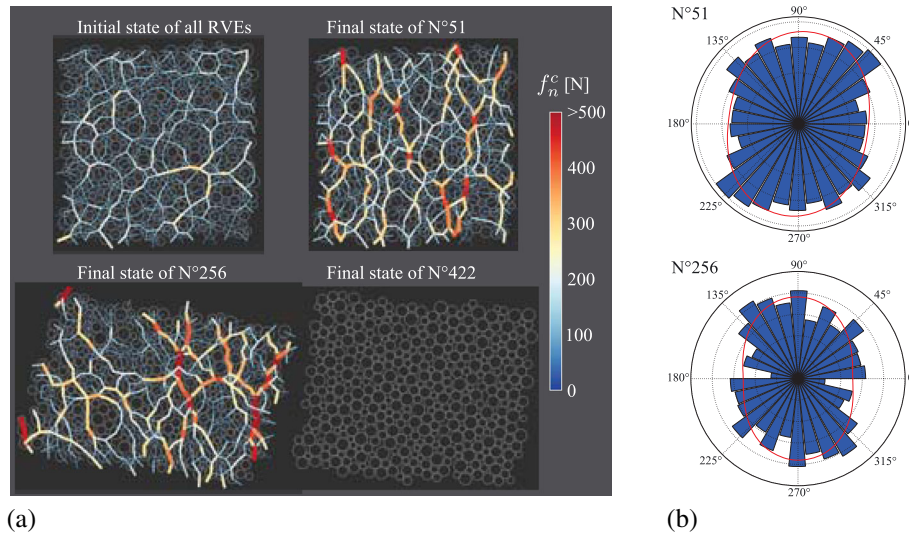 Initial state of all RVEs
Final state of N°51
f_n^c [N]
>500
400
300
200
100
0
Final state of N°256
Final state of N°422
(a)
N°51
90°
135°
45°
180°
0
225°
315°
270°
N°256
90°
135°
45°
180°
225°
315°
270°
(b)